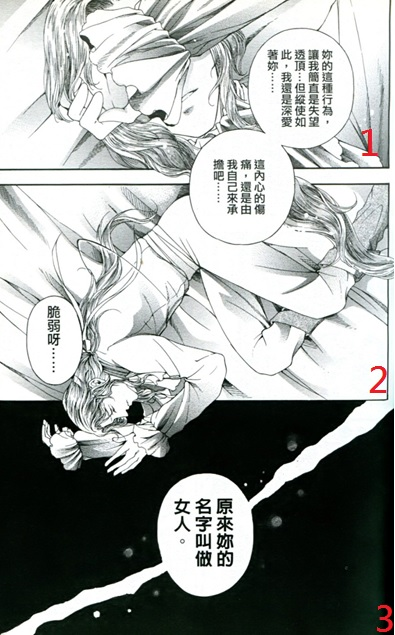 妳的這種行為，
讓我簡直是失望
透頂…但縱使如
此，我還是深愛
著妳……
1
這內心的傷
痛，還是由
我自己來承
擔吧……
脆弱呀……
2
原來妳的
名字叫做
女人。
3